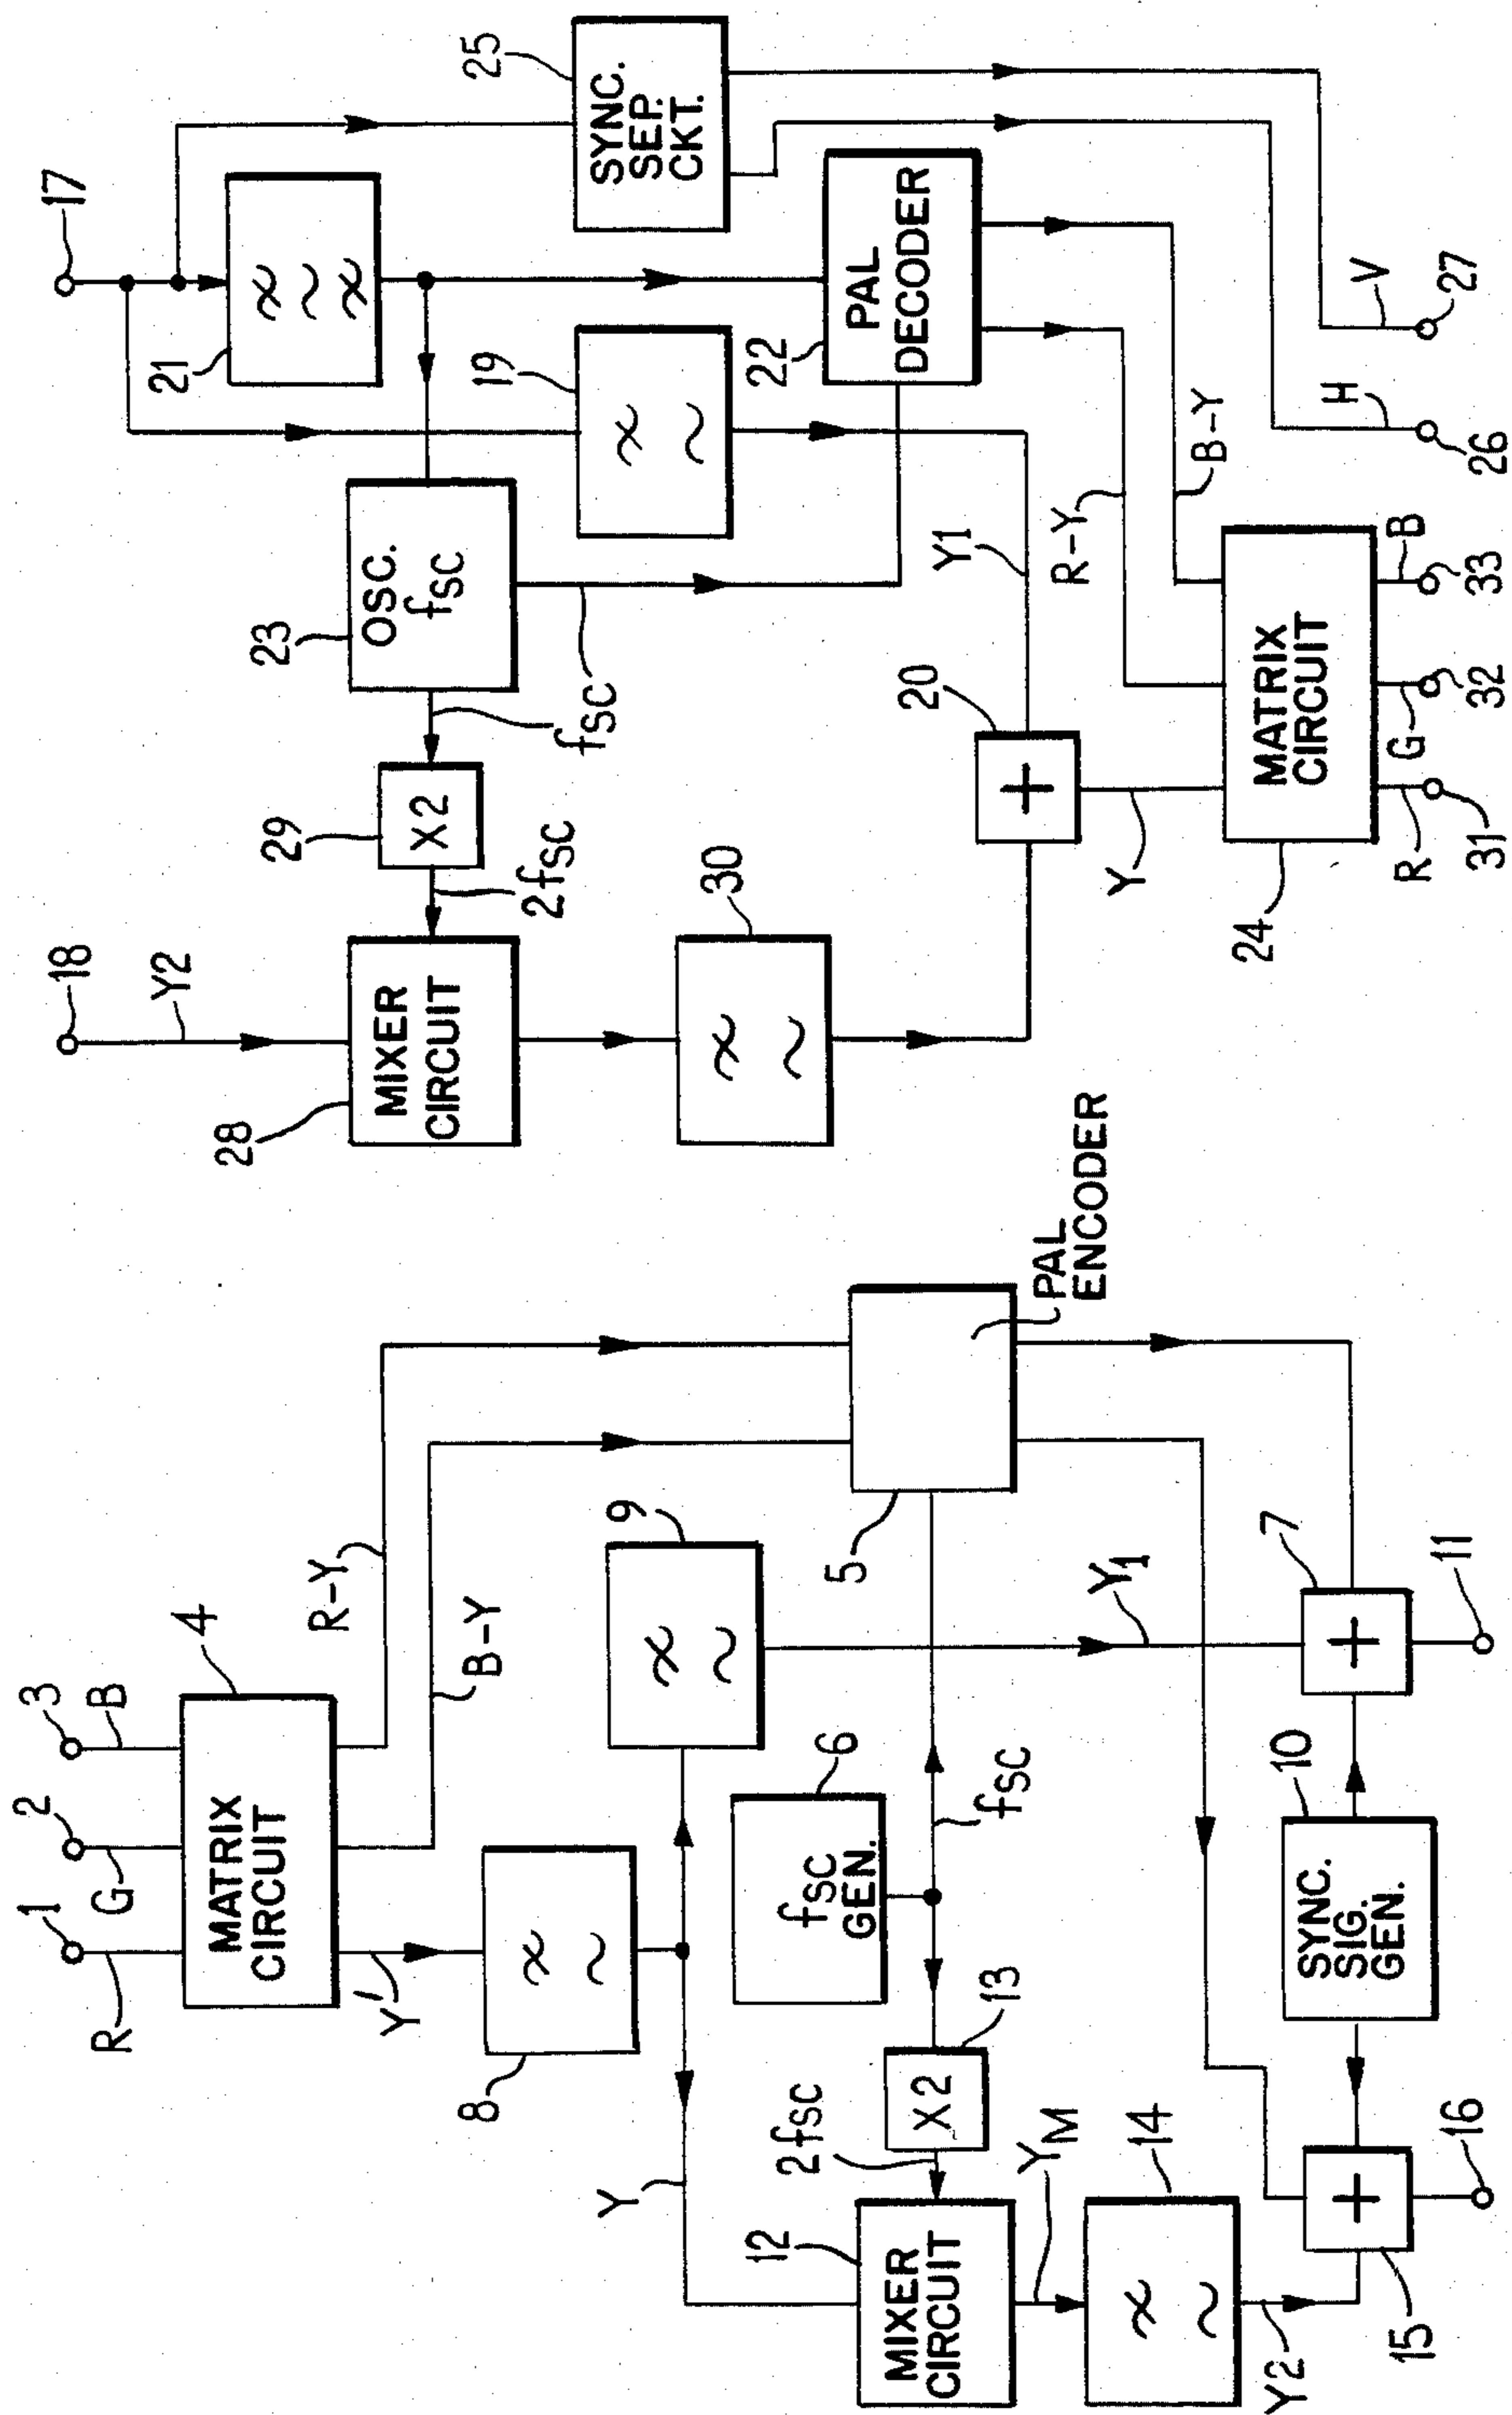 1
2
3
R
G
B
4
MATRIX
CIRCUIT
R-Y
B-Y
Y'
8
9
Y
6
fSC
GEN.
fSC
5
PAL
ENCODER
13
X2
2fSC
12
MIXER
CIRCUIT
YM
14
Y2
Y1
7
10
SYNC.
SIG.
GEN.
15
16
11
18
Y2
17
21
25
SYNC.
SEP.
CKT.
23
OSC.
fSC
19
29
X2
fSC
2fSC
28
MIXER
CIRCUIT
22
PAL
DECODER
30
20
Y1
R-Y
B-Y
Y
24
MATRIX
CIRCUIT
R
G
B
H
V
31
32
33
26
27